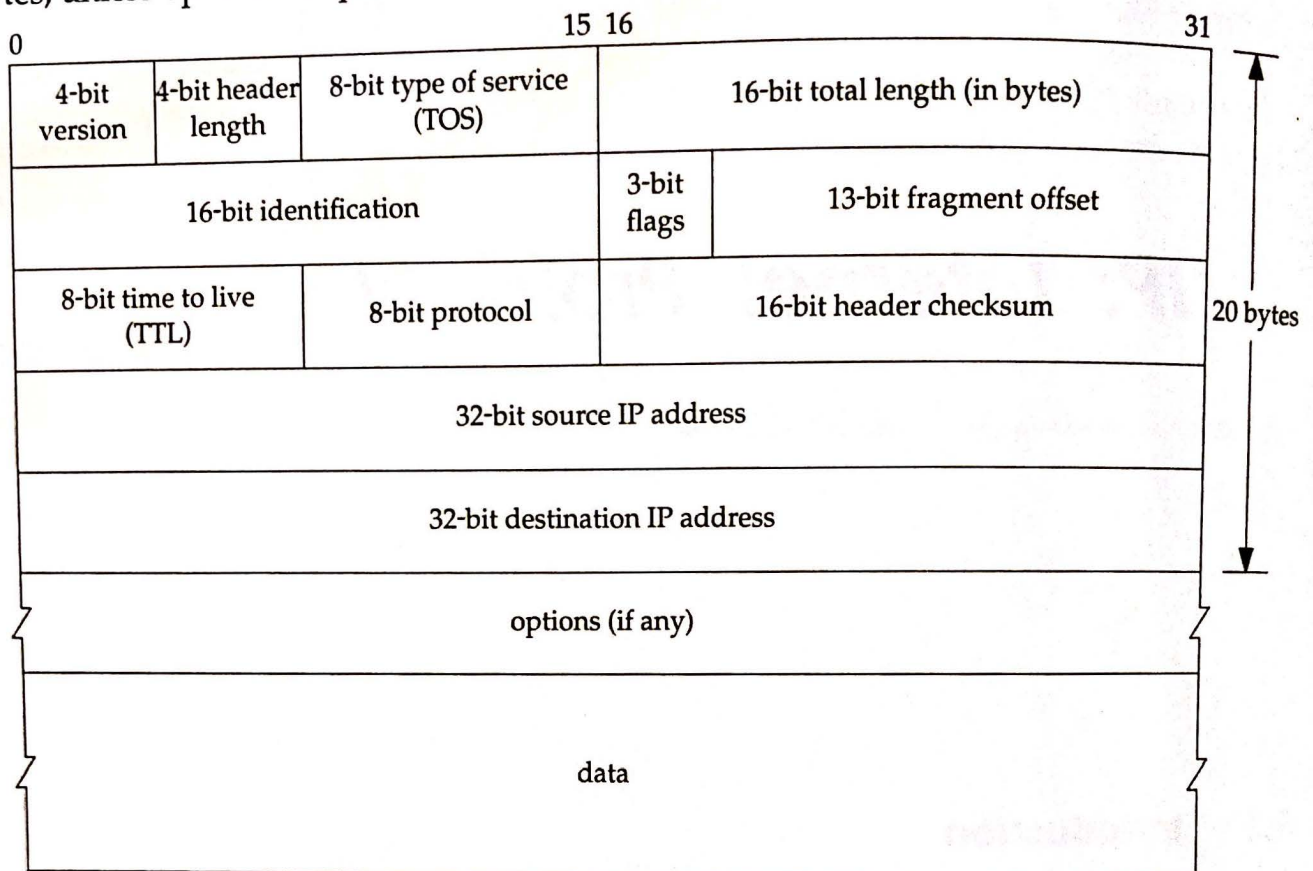 0 15 16 31
4-bit version
4-bit header length
8-bit type of service (TOS)
16-bit total length (in bytes)
16-bit identification
3-bit flags
13-bit fragment offset
8-bit time to live (TTL)
8-bit protocol
16-bit header checksum
20 bytes
32-bit source IP address
32-bit destination IP address
options (if any)
data